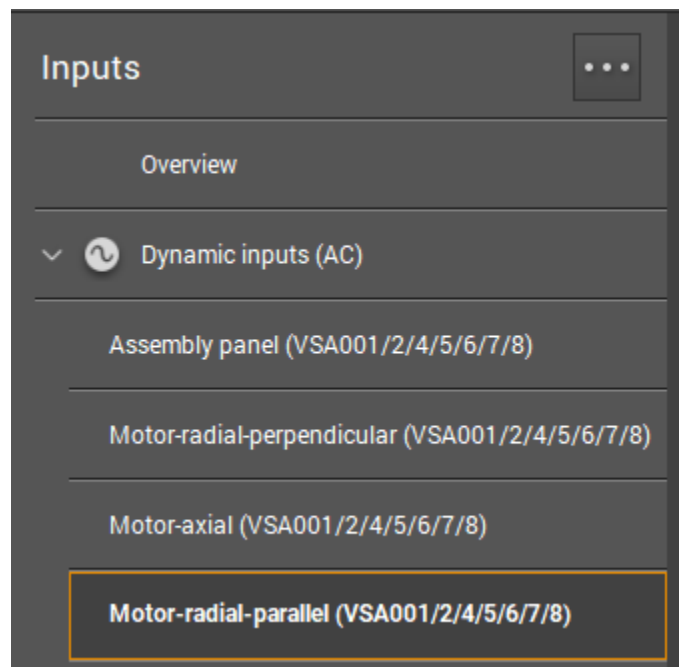 Inputs
Overview
Dynamic inputs (AC)
Assembly panel (VSA001/2/4/5/6/7/8)
Motor-radial-perpendicular (VSA001/2/4/5/6/7/8)
Motor-axial (VSA001/2/4/5/6/7/8)
Motor-radial-parallel (VSA001/2/4/5/6/7/8)